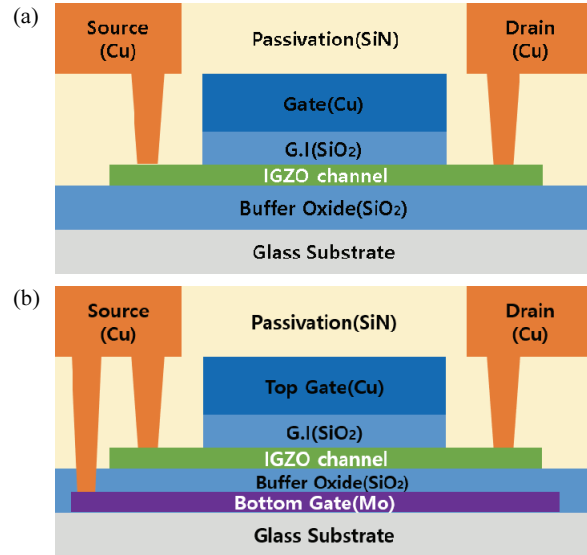 (a)
Source
(Cu)
Passivation(SiN)
Drain
(Cu)
Gate(Cu)
G.I(SiO₂)
IGZO channel
Buffer Oxide(SiO₂)
Glass Substrate
(b)
Source
(Cu)
Passivation(SiN)
Drain
(Cu)
Top Gate(Cu)
G.I(SiO₂)
IGZO channel
Buffer Oxide(SiO₂)
Bottom Gate(Mo)
Glass Substrate